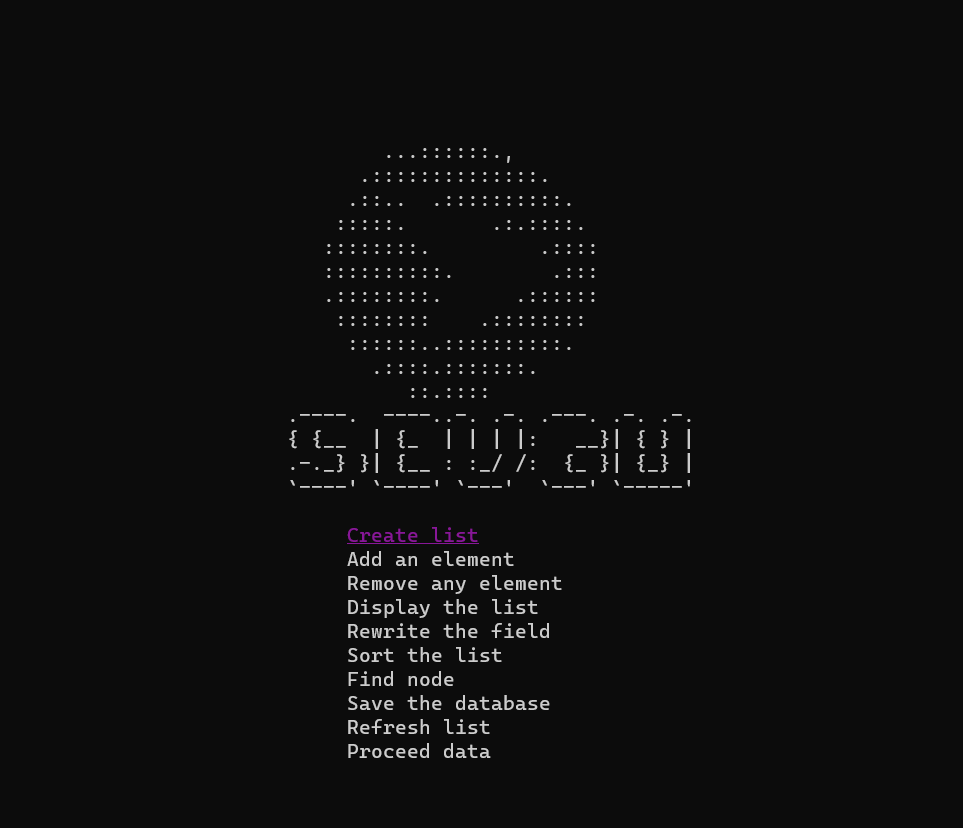 Create list
Add an element
Remove any element
Display the list
Rewrite the field
Sort the list
Find node
Save the database
Refresh list
Proceed data